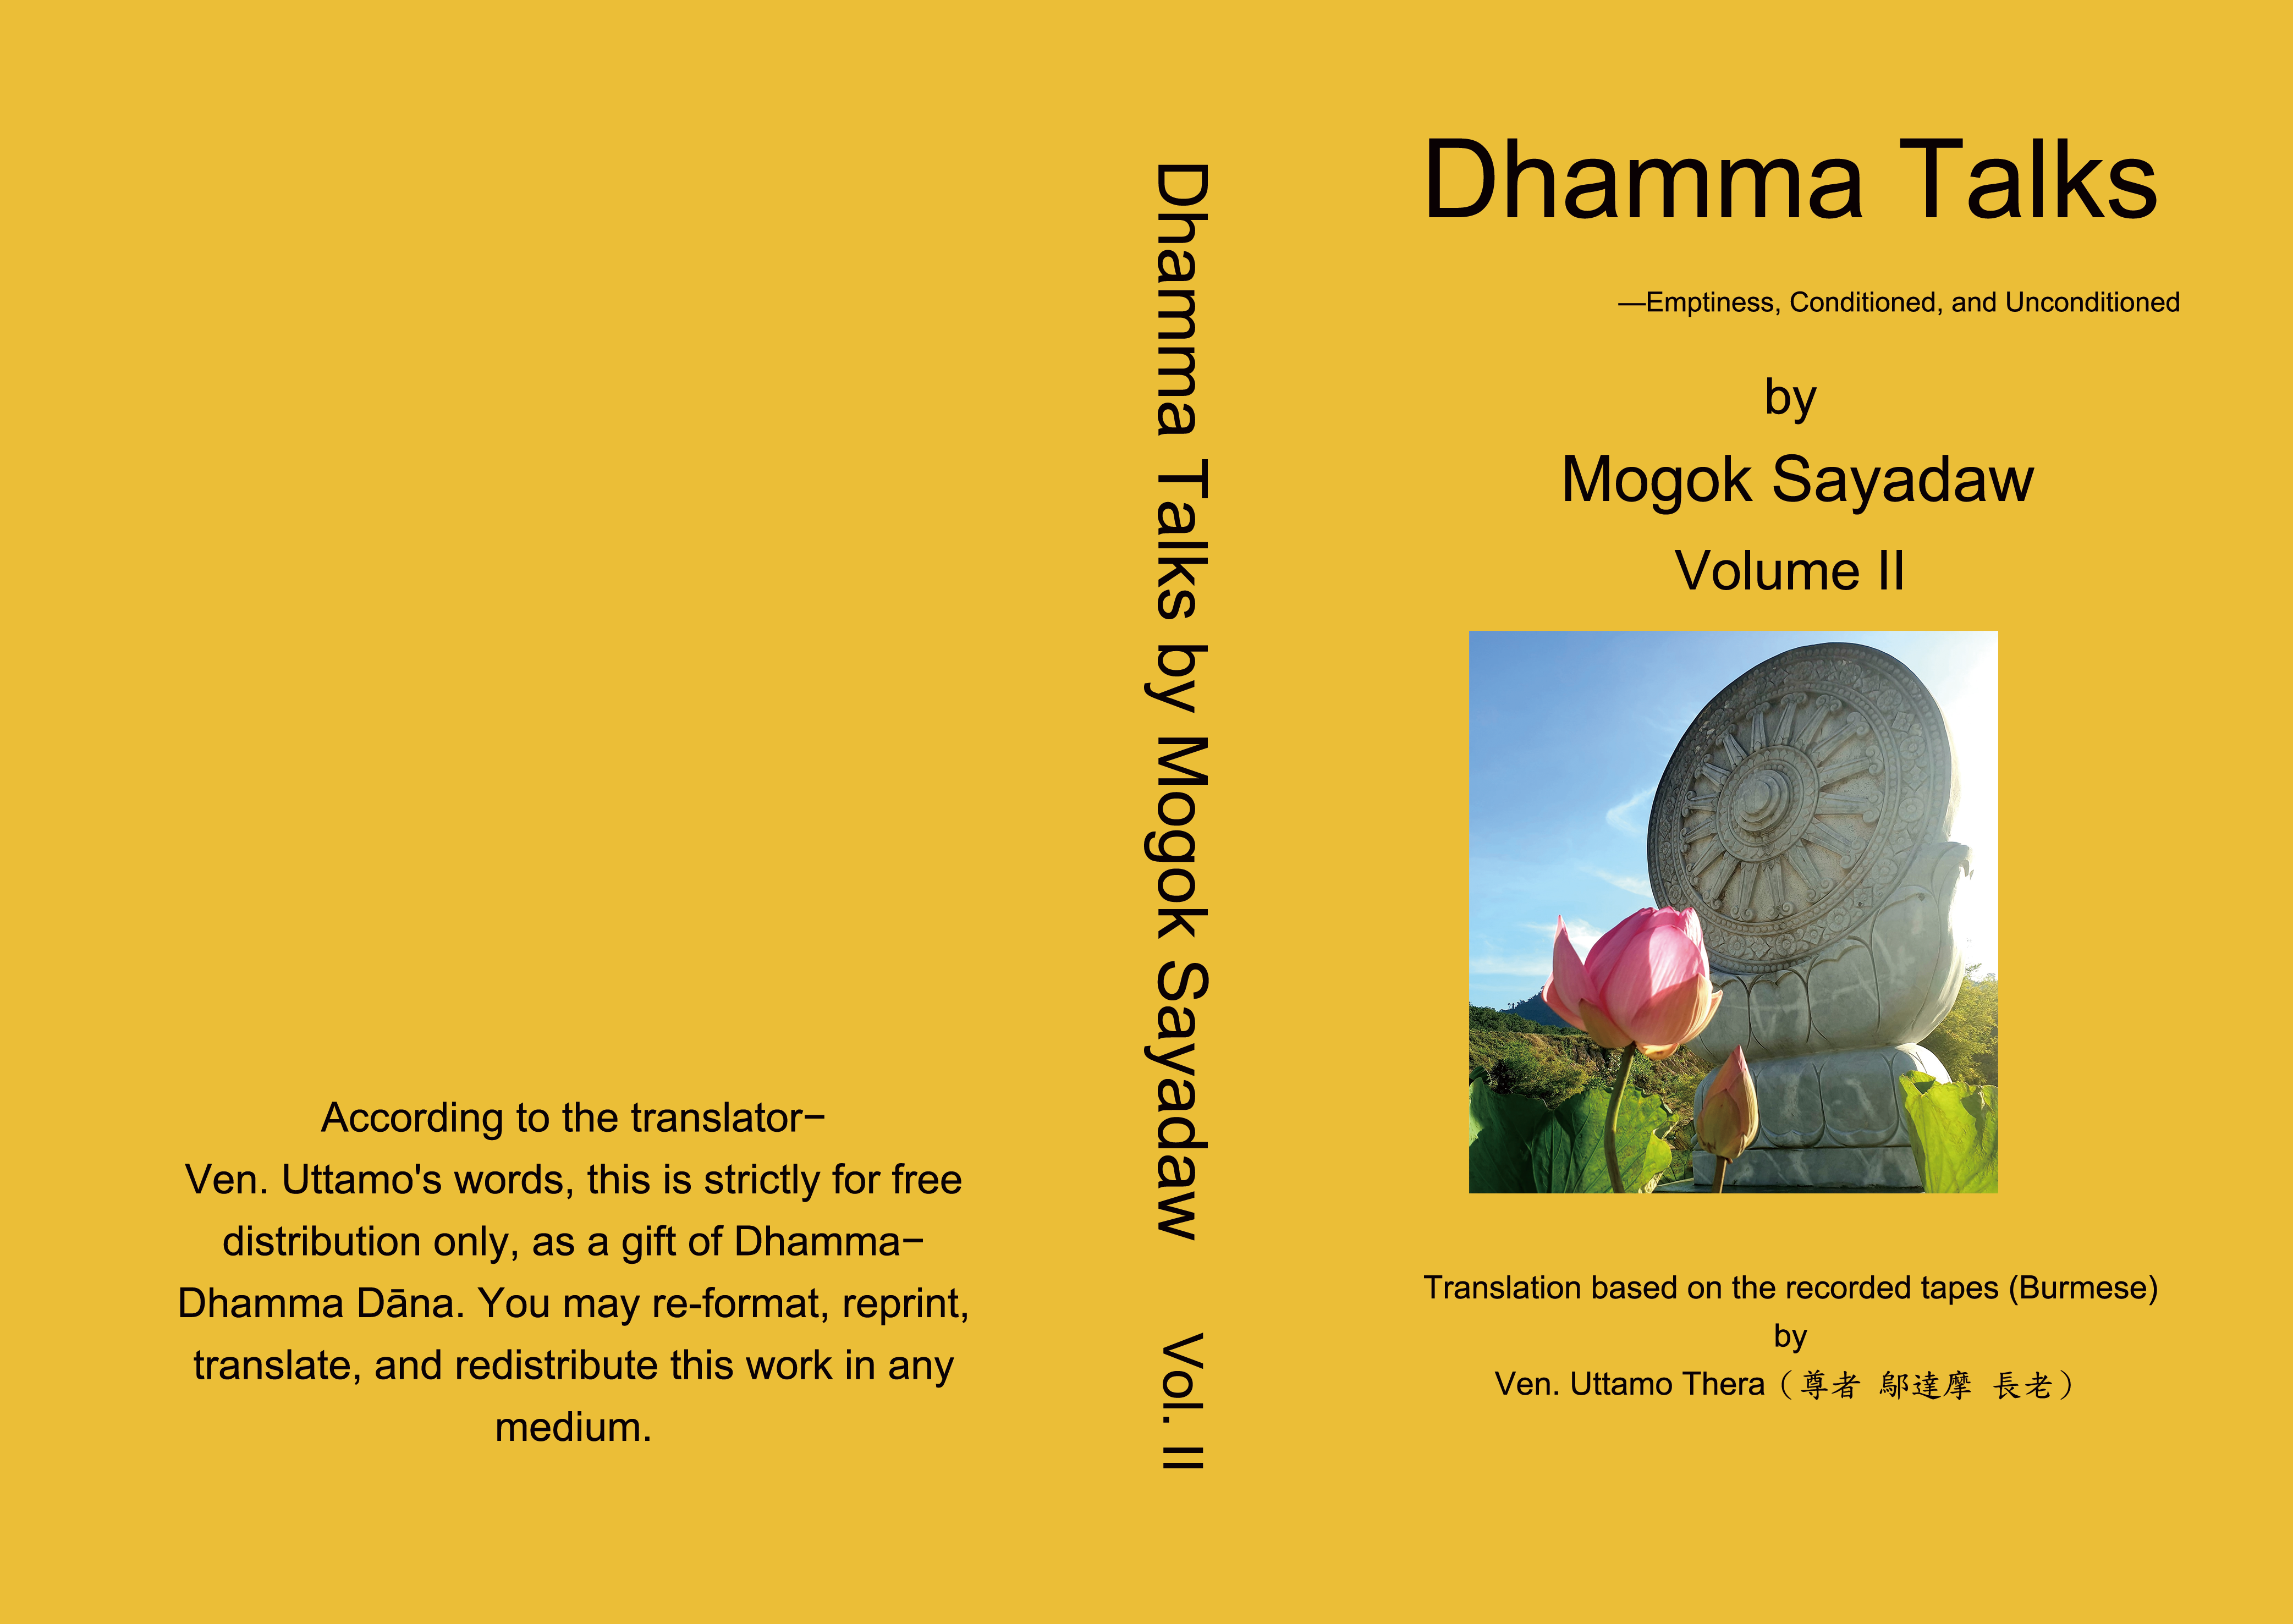 According to the translator−
Ven. Uttamo's words, this is strictly for free
distribution only, as a gift of Dhamma−
Dhamma Dāna. You may re-format, reprint,
translate, and redistribute this work in any
medium.
Dhamma Talks by Mogok Sayadaw Vol. II
Dhamma Talks
—Emptiness, Conditioned, and Unconditioned
by
Mogok Sayadaw
Volume II
Translation based on the recorded tapes (Burmese)
by
Ven. Uttamo Thera（尊者 鄔達摩 長老）